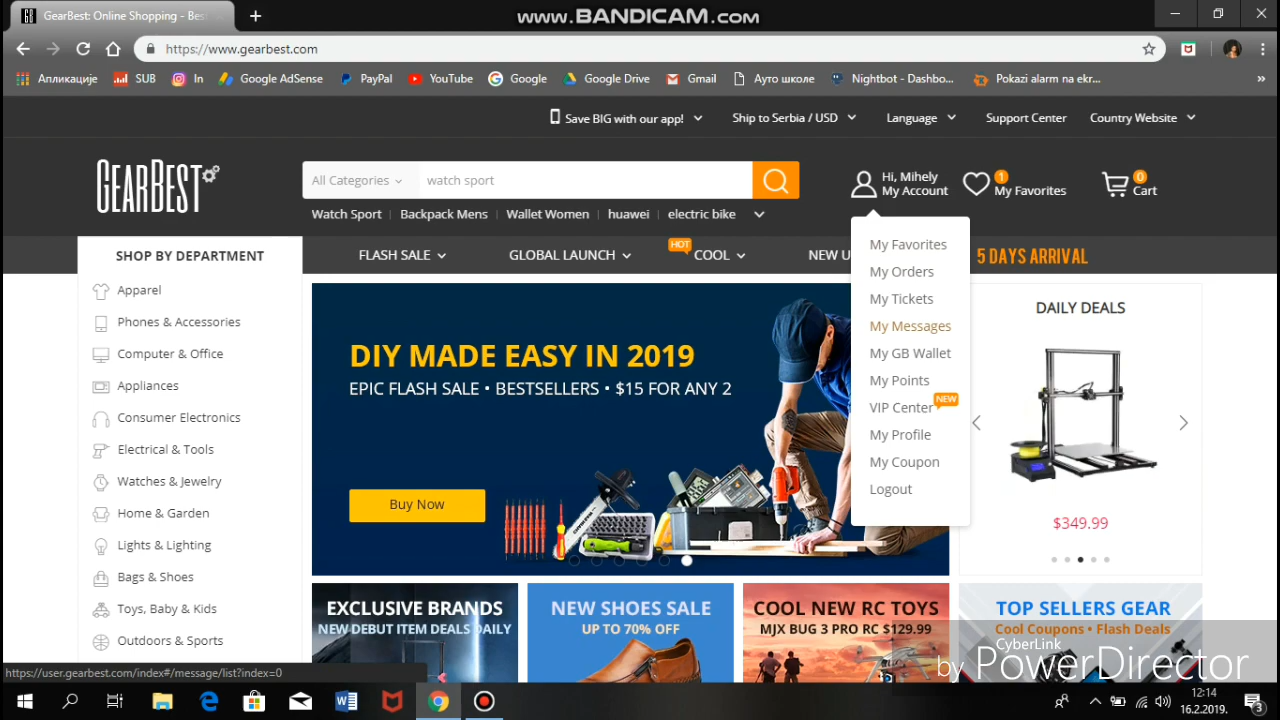 GearBest: Online Shopping - Bes
www.BANDICAM.com
https://www.gearbest.com
Апликације SUB In Google AdSense PayPal YouTube Google Google Drive Gmail Ауто школе Nightbot - Dashbo... Pokazi alarm na ekr... »
Save BIG with our app! Ship to Serbia / USD Language Support Center Country Website
GEARBEST
All Categories watch sport
Hi, Mihely
My Account
1
My Favorites
0
Cart
Watch Sport Backpack Mens Wallet Women huawei electric bike
SHOP BY DEPARTMENT
FLASH SALE GLOBAL LAUNCH HOT COOL NEW U 5 DAYS ARRIVAL
My Favorites
My Orders
My Tickets
My Messages
My GB Wallet
My Points
VIP Center NEW
My Profile
My Coupon
Logout
Apparel
Phones & Accessories
Computer & Office
Appliances
Consumer Electronics
Electrical & Tools
Watches & Jewelry
Home & Garden
Lights & Lighting
Bags & Shoes
Toys, Baby & Kids
Outdoors & Sports
DIY MADE EASY IN 2019
EPIC FLASH SALE • BESTSELLERS • $15 FOR ANY 2
Buy Now
DAILY DEALS
$349.99
EXCLUSIVE BRANDS
NEW DEBUT ITEM DEALS DAILY
NEW SHOES SALE
UP TO 70% OFF
COOL NEW RC TOYS
MJX BUG 3 PRO RC $129.99
TOP SELLERS GEAR
Cool Coupons • Flash Deals
CyberLink
by PowerDirector
https://user.gearbest.com/index#/message/list?index=0
12:14
16.2.2019.
3